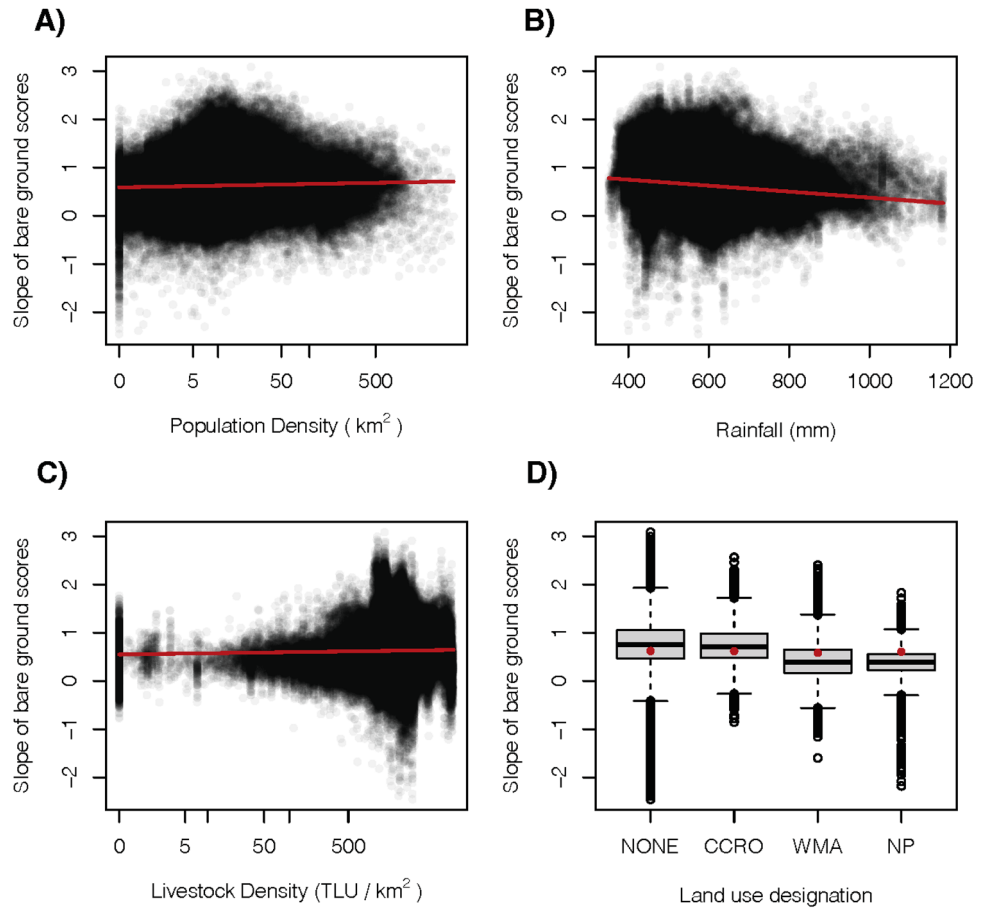 A)
Slope of bare ground scores
3
2
1
0
−1
−2
0 5 50 500
Population Density ( km² )
B)
Slope of bare ground scores
3
2
1
0
−1
−2
400 600 800 1000 1200
Rainfall (mm)
C)
Slope of bare ground scores
3
2
1
0
−1
−2
0 5 50 500
Livestock Density (TLU / km² )
D)
Slope of bare ground scores
3
2
1
0
−1
−2
NONE CCRO WMA NP
Land use designation